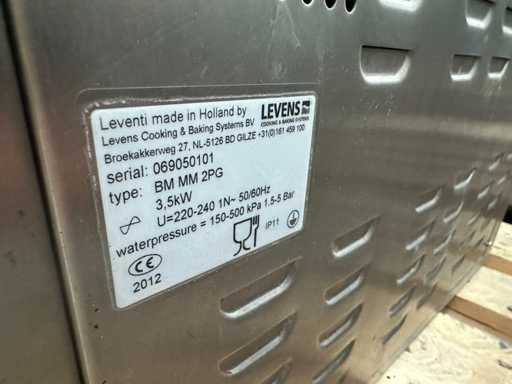 Leventi made in Holland by
LEVENS
COOKING & BAKING SYSTEMS
Levens Cooking & Baking Systems BV
Broekakkerweg 27, NL-5126 BD GILZE +31(0)161 459 100
serial: 069050101
type: BM MM 2PG
3,5kW
U=220-240 1N~ 50/60Hz
waterpressure = 150-500 kPa 1.5-5 Bar
IP11
CE
2012